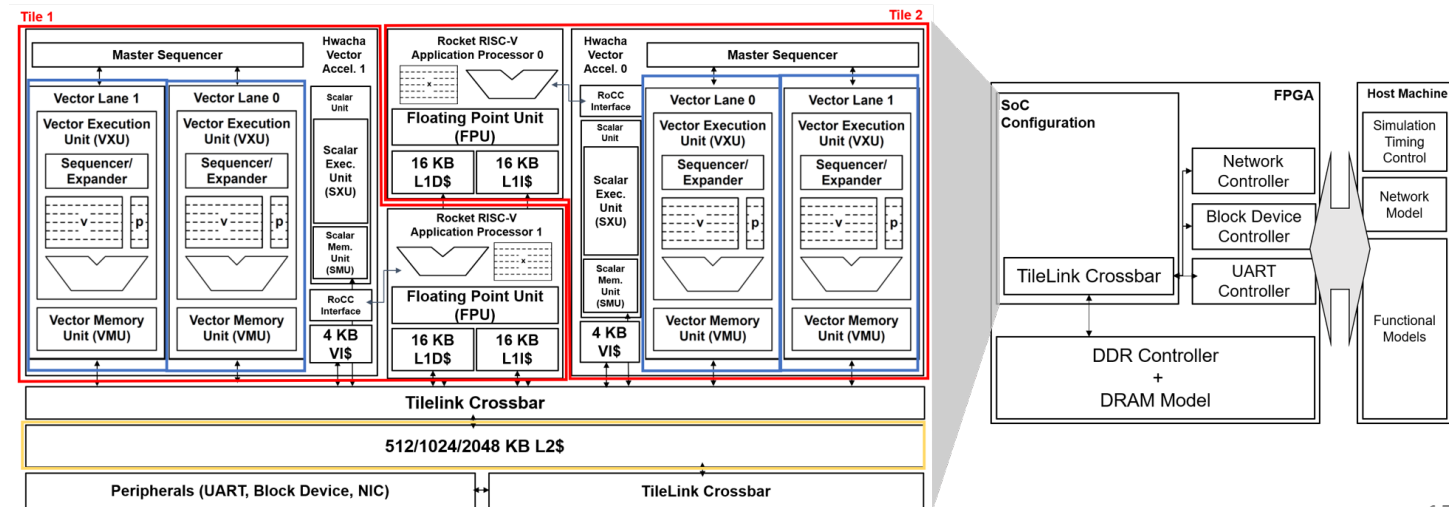 Tile 1
Tile 2
Master Sequencer
Hwacha
Vector
Accel. 1
Vector Lane 1
Vector Execution
Unit (VXU)
Sequencer/
Expander
v
p
Vector Memory
Unit (VMU)
Vector Lane 0
Vector Execution
Unit (VXU)
Sequencer/
Expander
v
p
Vector Memory
Unit (VMU)
Scalar
Unit
Scalar
Exec.
Unit
(SXU)
Scalar
Mem.
Unit
(SMU)
RoCC
Interface
4 KB
VI$
Rocket RISC-V
Application Processor 0
x
Floating Point Unit
(FPU)
16 KB
L1D$
16 KB
L1I$
Rocket RISC-V
Application Processor 1
x
Floating Point Unit
(FPU)
16 KB
L1D$
16 KB
L1I$
Hwacha
Vector
Accel. 0
RoCC
Interface
Scalar
Unit
Scalar
Exec.
Unit
(SXU)
Scalar
Mem.
Unit
(SMU)
4 KB
VI$
Master Sequencer
Vector Lane 0
Vector Execution
Unit (VXU)
Sequencer/
Expander
v
p
Vector Memory
Unit (VMU)
Vector Lane 1
Vector Execution
Unit (VXU)
Sequencer/
Expander
v
p
Vector Memory
Unit (VMU)
Tilelink Crossbar
512/1024/2048 KB L2$
Peripherals (UART, Block Device, NIC)
TileLink Crossbar
SoC
Configuration
FPGA
TileLink Crossbar
Network
Controller
Block Device
Controller
UART
Controller
DDR Controller
+
DRAM Model
Host Machine
Simulation
Timing
Control
Network
Model
Functional
Models